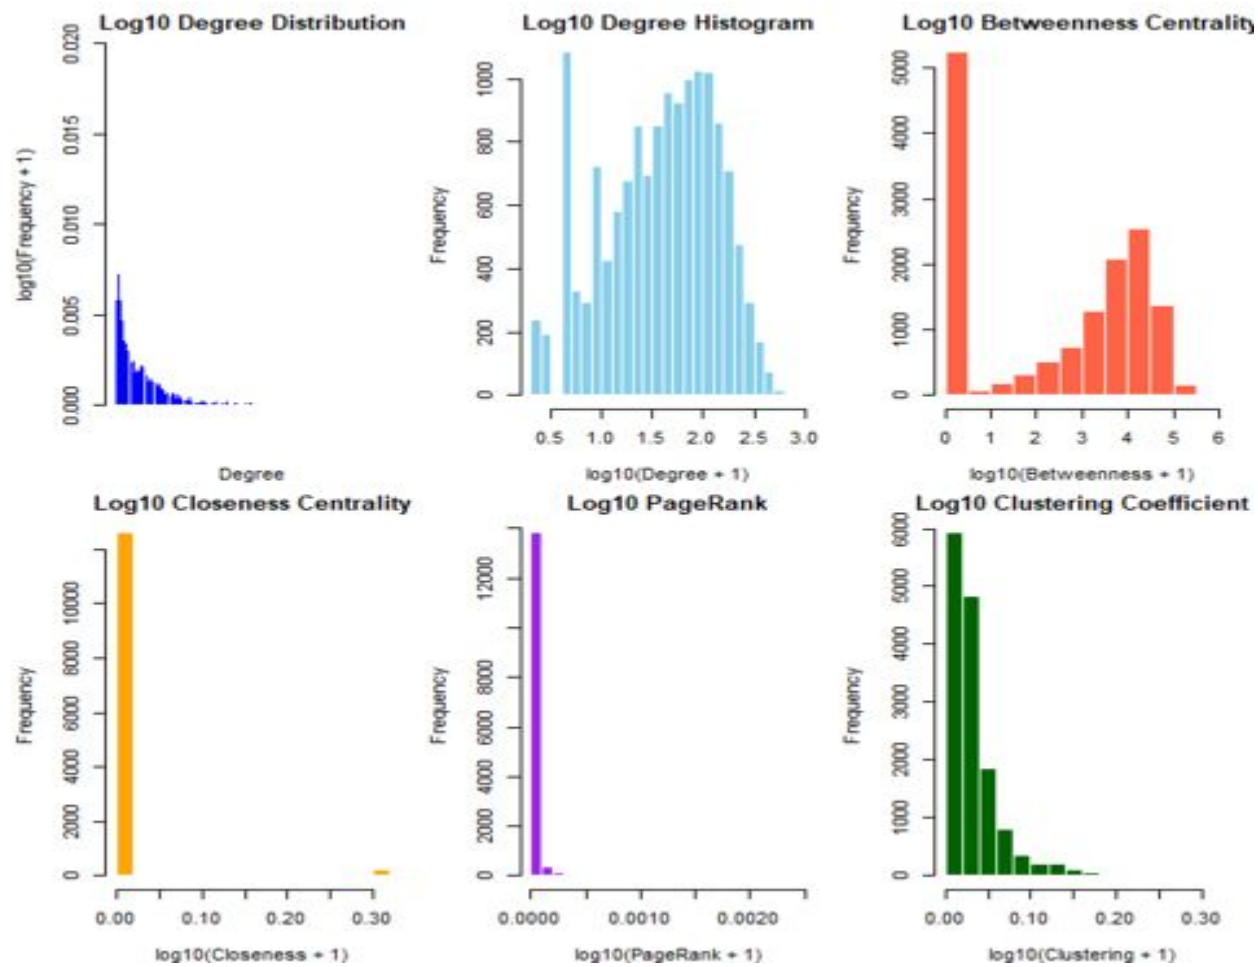 Log10 Degree Distribution
log10(Frequency + 1)
0.000 0.005 0.010 0.015 0.020
Degree
Log10 Degree Histogram
Frequency
0 200 400 600 800 1000
0.5 1.0 1.5 2.0 2.5 3.0
log10(Degree + 1)
Log10 Betweenness Centrality
Frequency
0 1000 2000 3000 4000 5000
0 1 2 3 4 5 6
log10(Betweenness + 1)
Log10 Closeness Centrality
Frequency
0 2000 4000 6000 8000 10000
0.00 0.10 0.20 0.30
log10(Closeness + 1)
Log10 PageRank
Frequency
0 2000 4000 6000 8000 12000
0.0000 0.0010 0.0020
log10(PageRank + 1)
Log10 Clustering Coefficient
Frequency
0 1000 2000 3000 4000 5000 6000
0.00 0.10 0.20 0.30
log10(Clustering + 1)